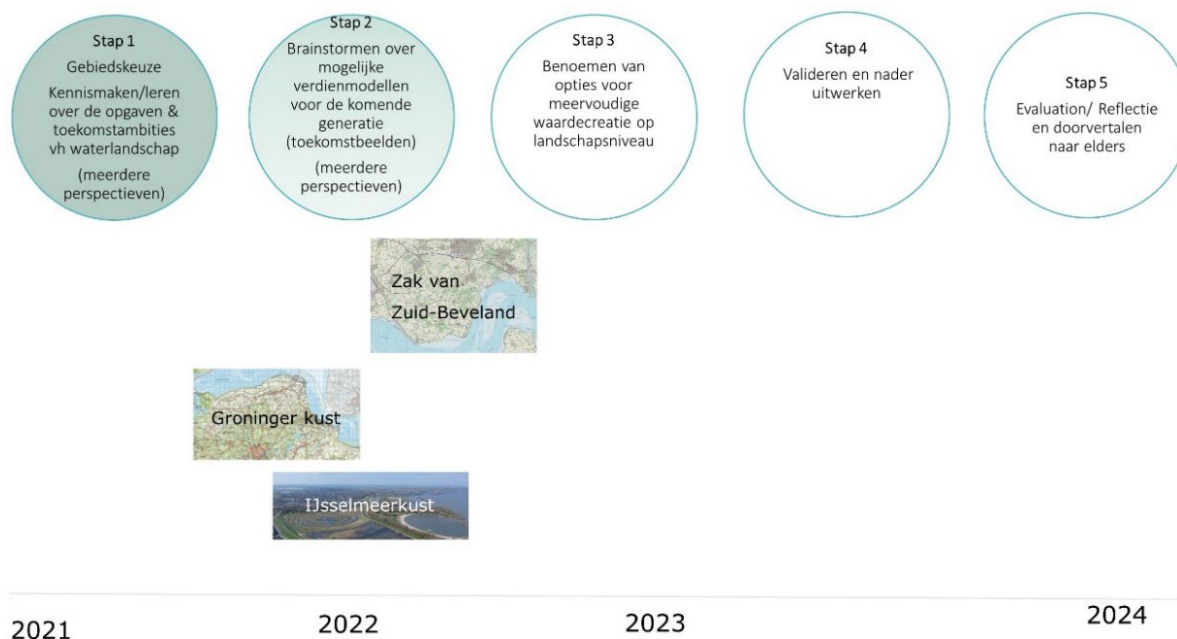 Stap 1
Gebiedskeuze
Kennismaken/leren
over de opgaven &
toekomstambities
vh waterlandschap
(meerdere
perspectieven)
Stap 2
Brainstormen over
mogelijke
verdienmodellen
voor de komende
generatie
(toekomstbeelden)
(meerdere
perspectieven)
Stap 3
Benoemen van
opties voor
meervoudige
waardecreatie op
landschapsniveau
Stap 4
Valideren en nader
uitwerken
Stap 5
Evaluation/ Reflectie
en doorvertalen
naar elders
Zak van
Zuid-Beveland
Groninger kust
IJsselmeerkust
2021
2022
2023
2024